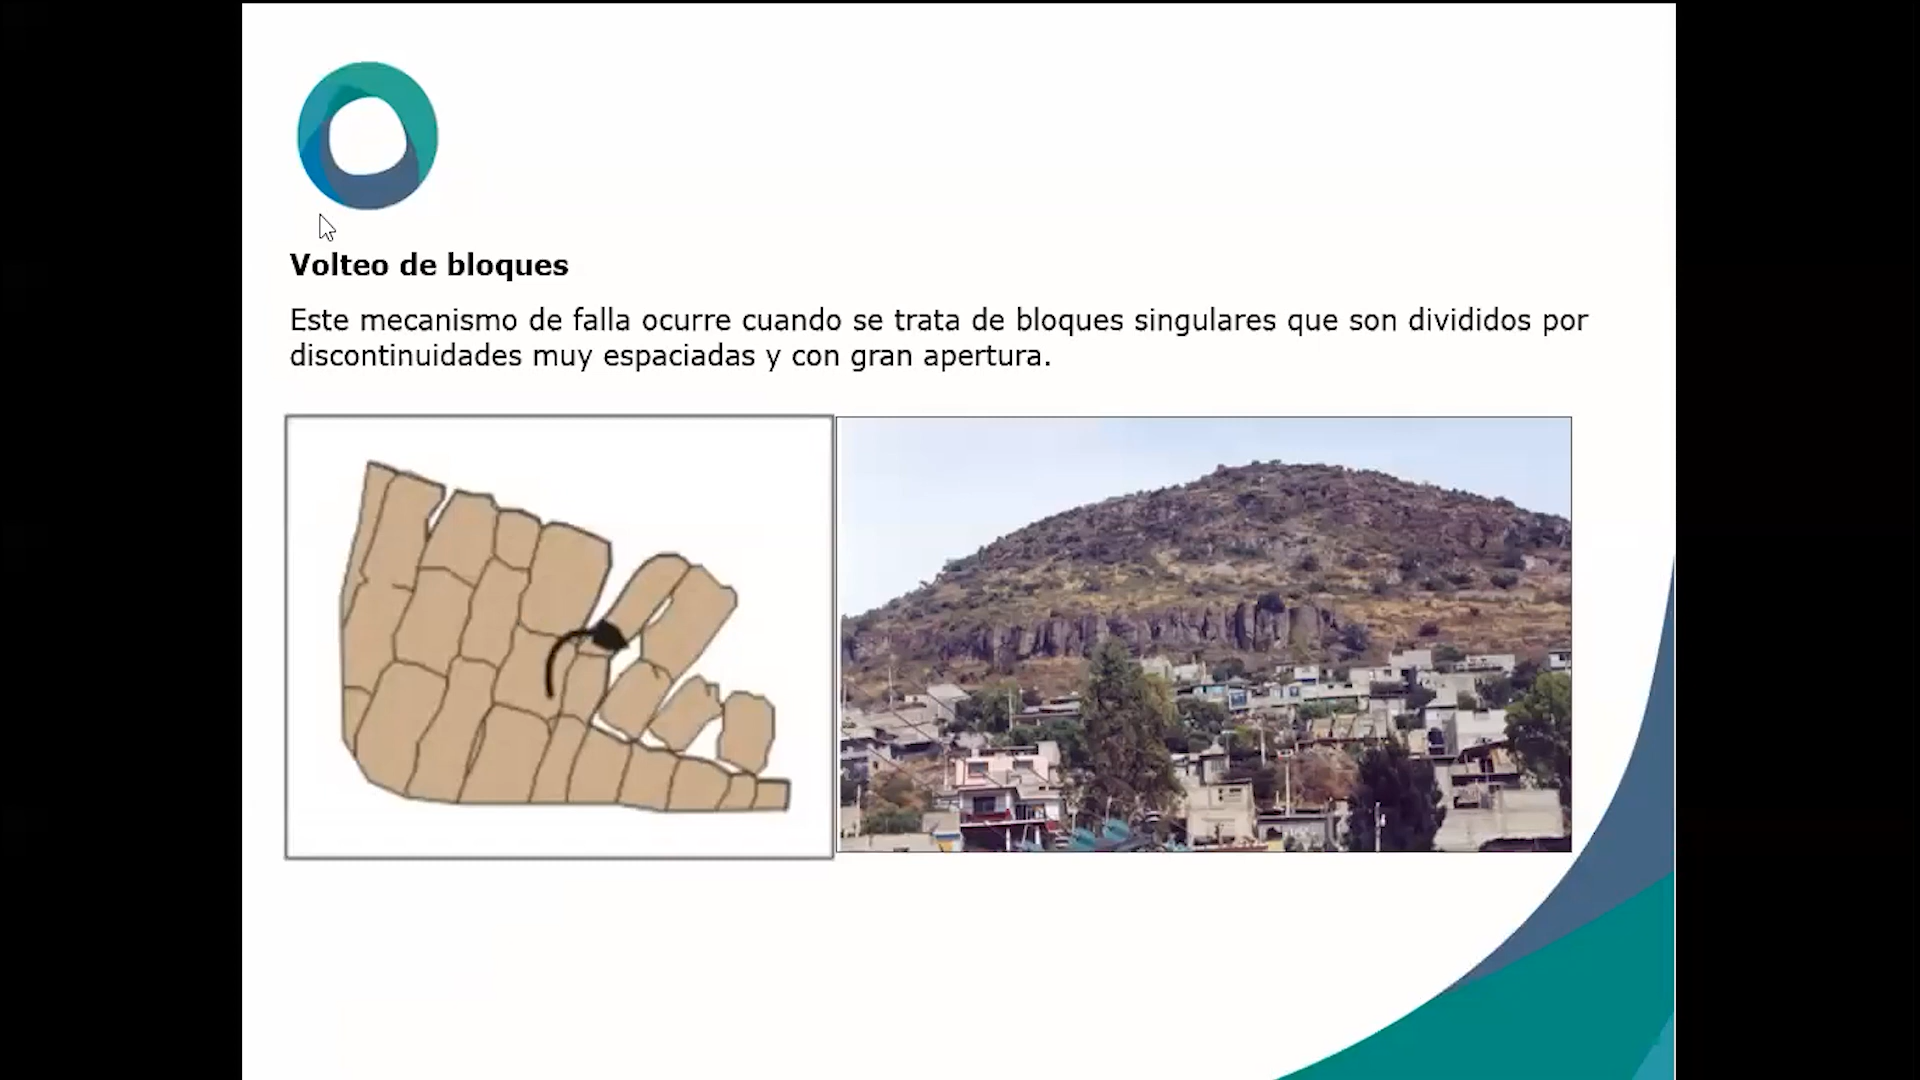 Volteo de bloques
Este mecanismo de falla ocurre cuando se trata de bloques singulares que son divididos por
discontinuidades muy espaciadas y con gran apertura.